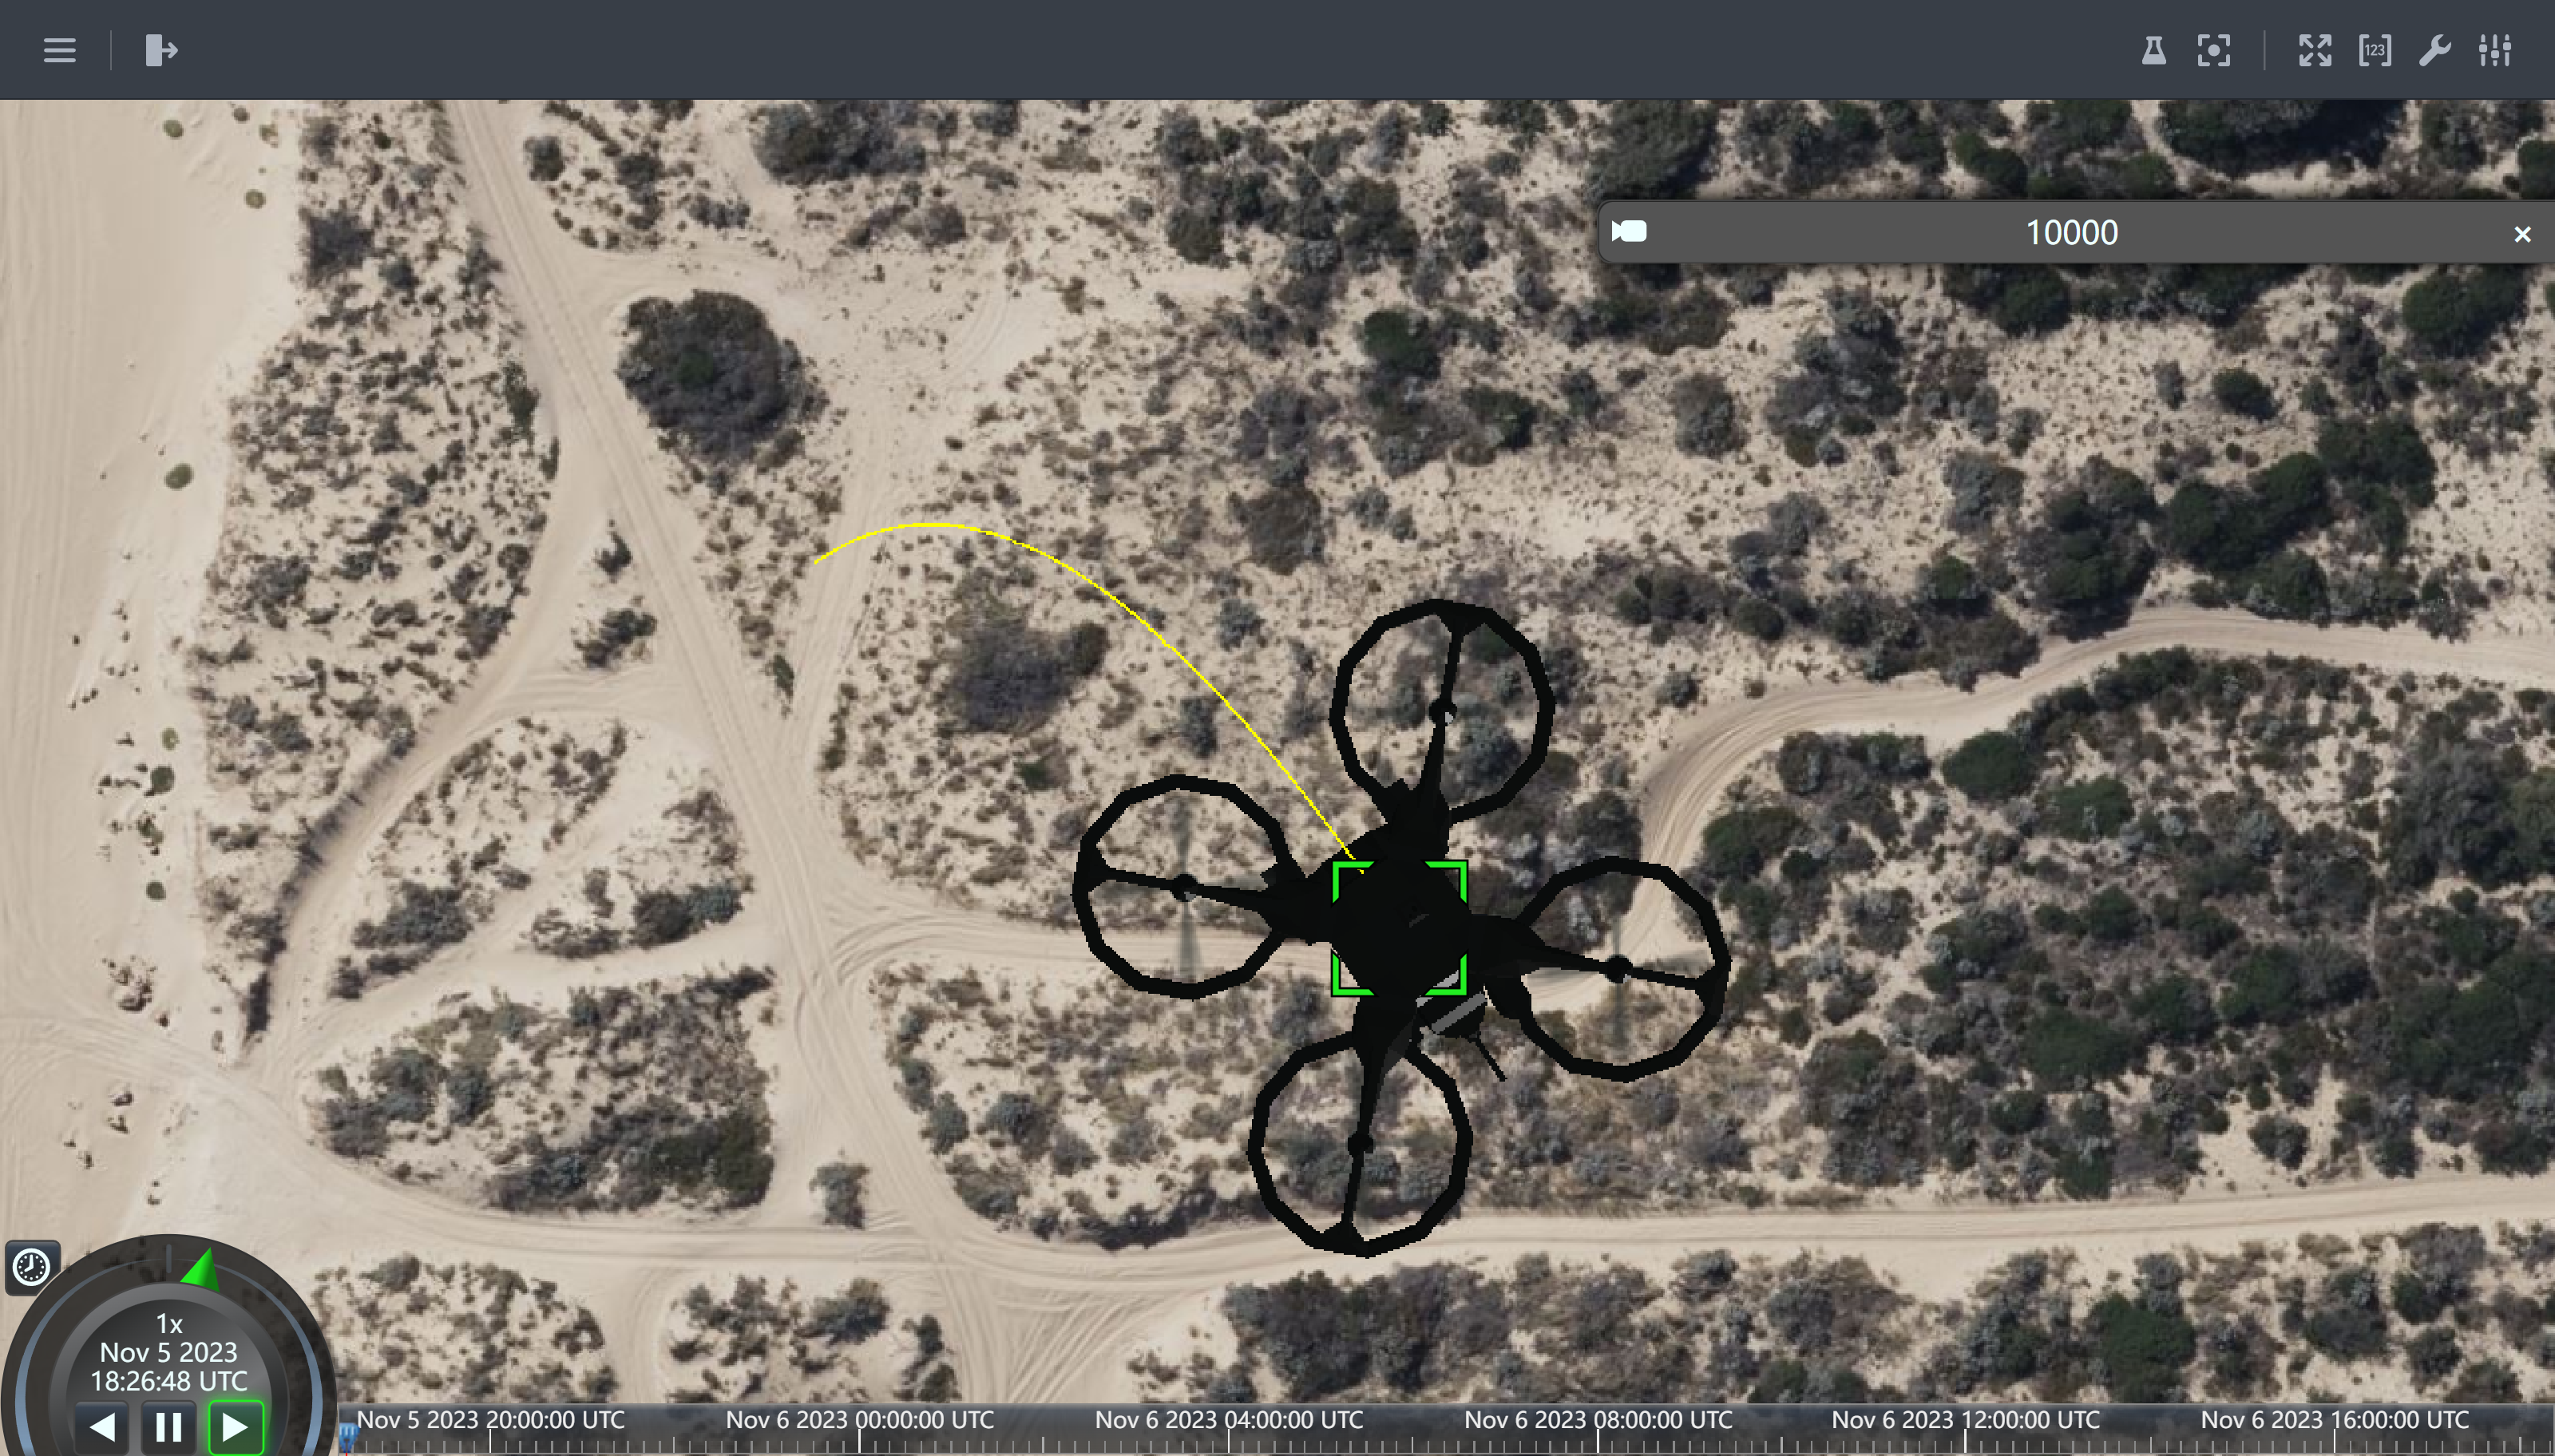 123
10000
×
1x
Nov 5 2023
18:26:48 UTC
Nov 5 2023 20:00:00 UTC
Nov 6 2023 00:00:00 UTC
Nov 6 2023 04:00:00 UTC
Nov 6 2023 08:00:00 UTC
Nov 6 2023 12:00:00 UTC
Nov 6 2023 16:00:00 UTC